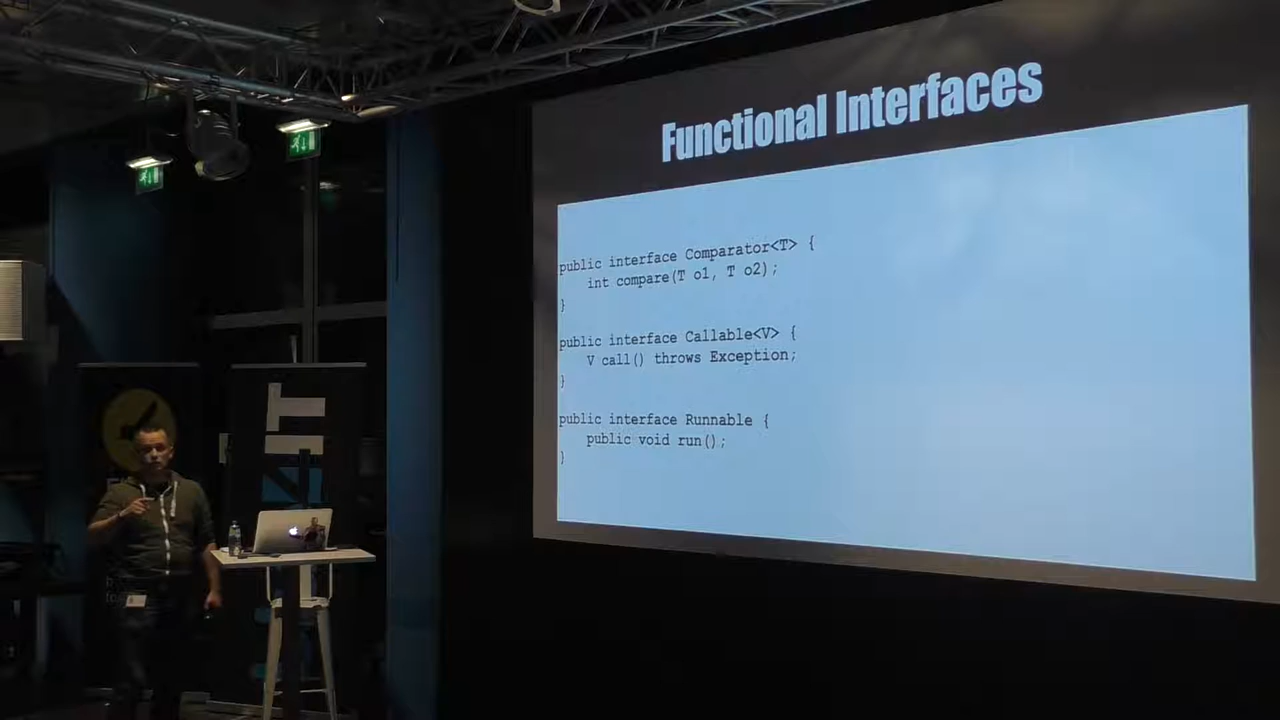 Functional Interfaces
public interface Comparator<T> {
    int compare(T o1, T o2);
}
public interface Callable<V> {
    V call() throws Exception;
}
public interface Runnable {
    public void run();
}